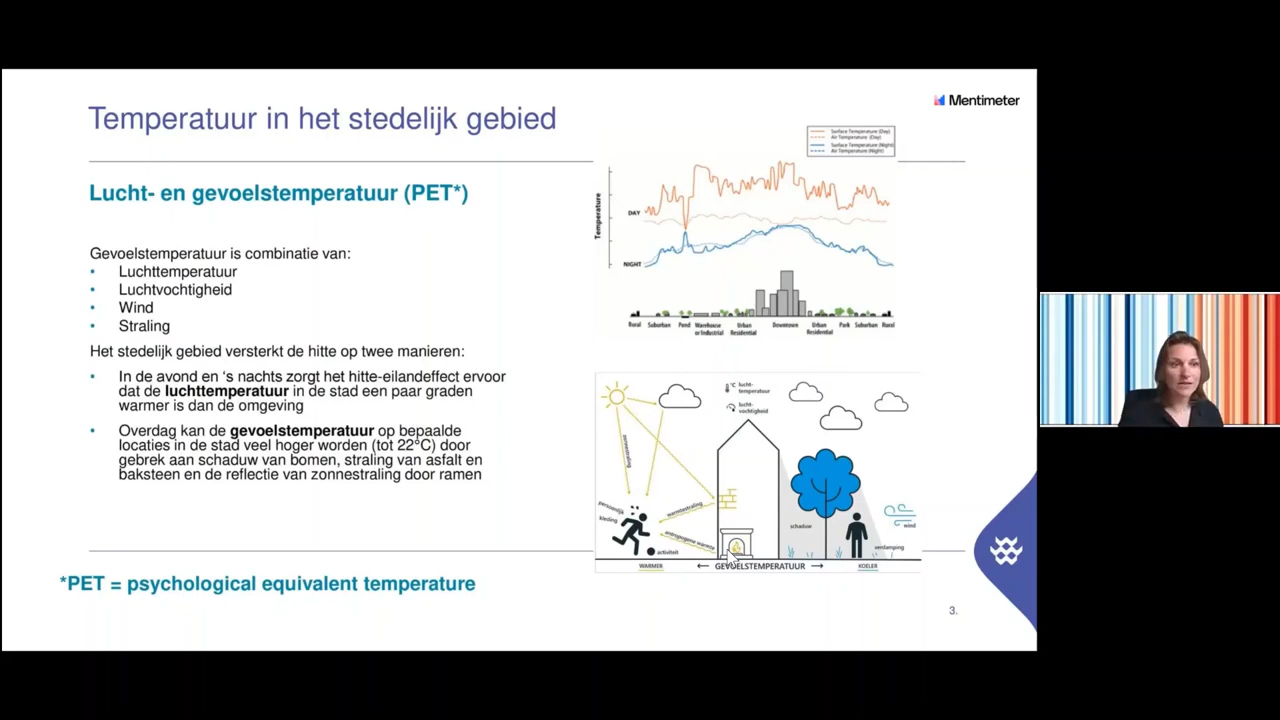 Temperatuur in het stedelijk gebied
Mentimeter
Lucht- en gevoelstemperatuur (PET*)
Gevoelstemperatuur is combinatie van:
• Luchttemperatuur
• Luchtvochtigheid
• Wind
• Straling
Het stedelijk gebied versterkt de hitte op twee manieren:
• In de avond en ‘s nachts zorgt het hitte-eilandeffect ervoor
dat de luchttemperatuur in de stad een paar graden
warmer is dan de omgeving
• Overdag kan de gevoelstemperatuur op bepaalde
locaties in de stad veel hoger worden (tot 22°C) door
gebrek aan schaduw van bomen, straling van asfalt en
baksteen en de reflectie van zonnestraling door ramen
*PET = psychological equivalent temperature
Surface Temperature (Day)
Air Temperature (Day)
Surface Temperature (Night)
Air Temperature (Night)
Temperature
DAY
NIGHT
Rural
Suburban
Pond
Warehouse
or Industrial
Urban
Residential
Downtown
Urban
Residential
Park
Suburban
Rural
°C
lucht-
temperatuur
lucht-
vochtigheid
zonnestraling
persoonlijk
kleding
warmtestraling
antropogene warmte
activiteit
schaduw
wind
verdamping
WARMER
← GEVOELSTEMPERATUUR →
KOELER
3.